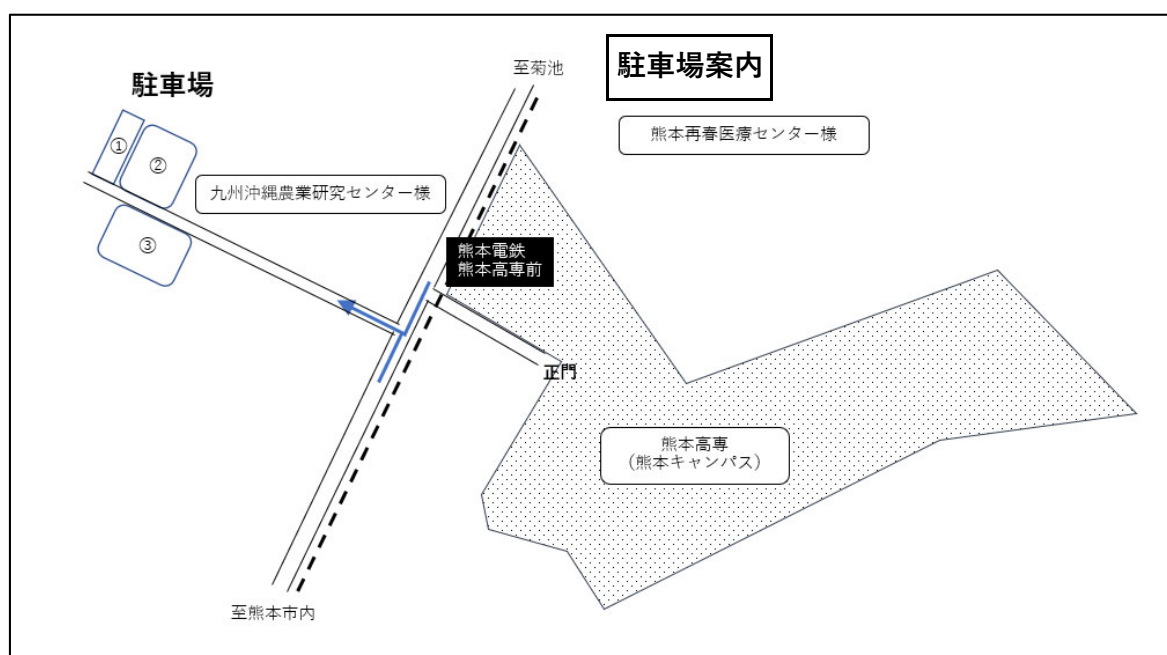 駐車場案内
至菊池
駐車場
熊本再春医療センター様
①
②
九州沖縄農業研究センター様
③
熊本電鉄
熊本高専前
正門
熊本高専
（熊本キャンパス）
至熊本市内